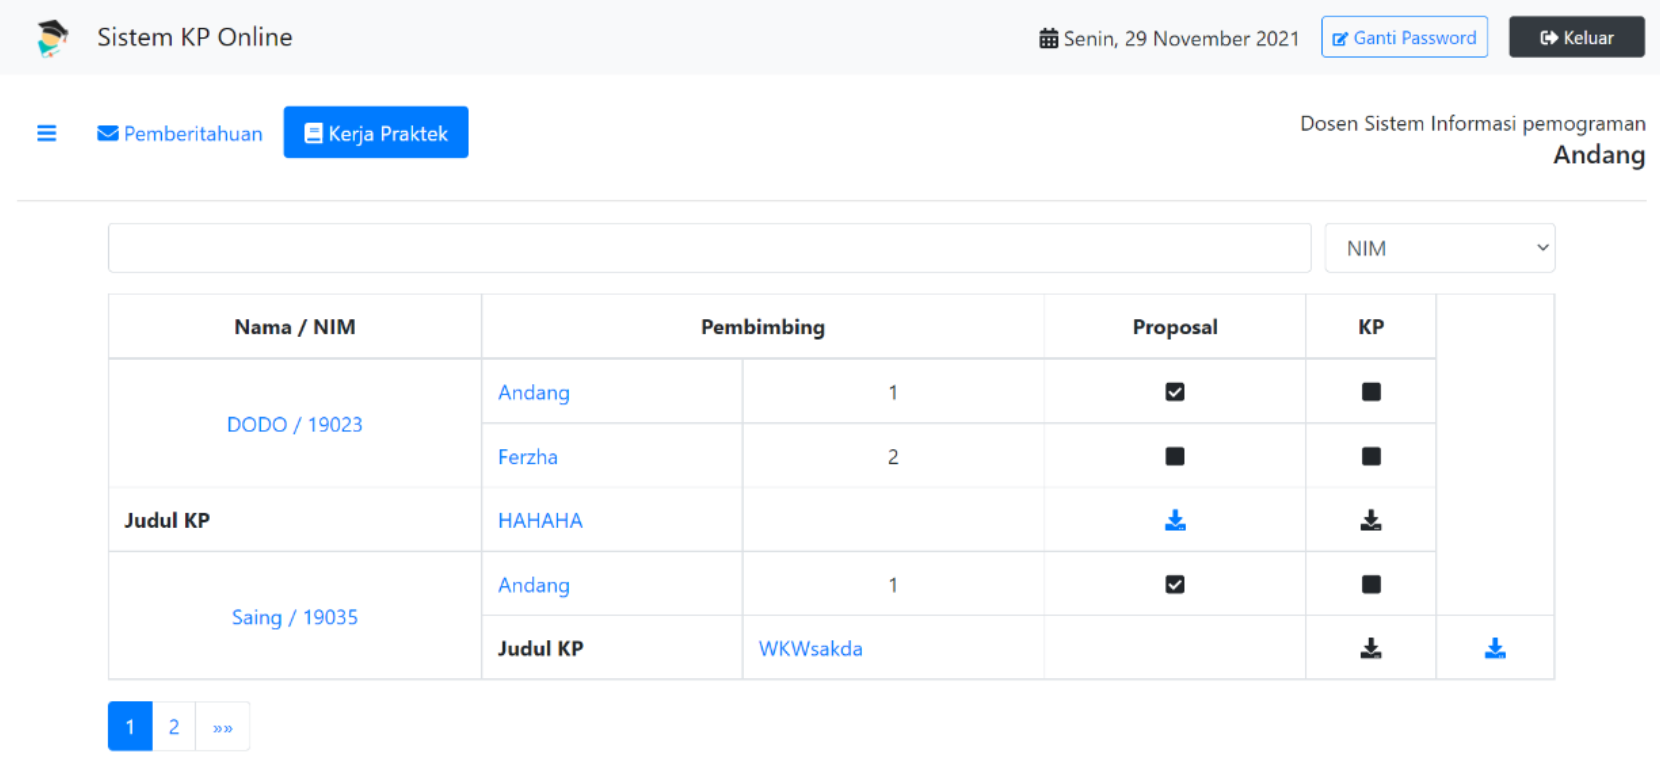 Sistem KP Online
Senin, 29 November 2021
Ganti Password
Keluar
Pemberitahuan
Kerja Praktek
Dosen Sistem Informasi pemograman
Andang
NIM
Nama / NIM Pembimbing Proposal KP
DODO / 19023
Andang 1
Ferzha 2
Judul KP HAHAHA
Saing / 19035
Andang 1
Judul KP WKWsakda
1 2 »»